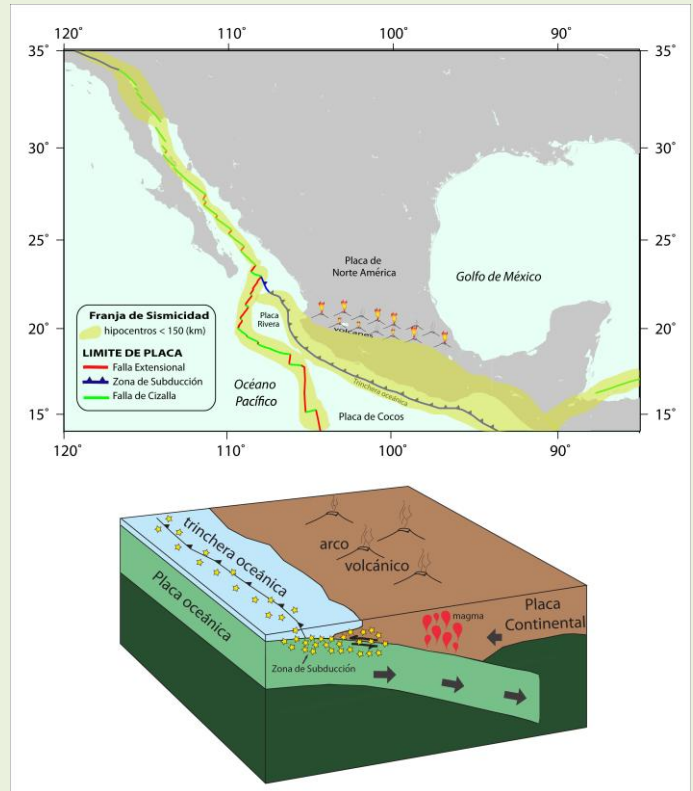 120° 110° 100° 90°
35° 35°
30° 30°
25° 25°
20° 20°
15° 15°
Placa de
Norte América
Golfo de México
Placa
Rivera
volcanes
Trinchera oceánica
Océano
Pacífico
Placa de Cocos
Franja de Sismicidad
hipocentros < 150 (km)
LIMITE DE PLACA
Falla Extensional
Zona de Subducción
Falla de Cizalla
120° 110° 100° 90°
trinchera oceánica
arco
volcánico
Placa oceánica
magma
Placa
Continental
Zona de Subducción